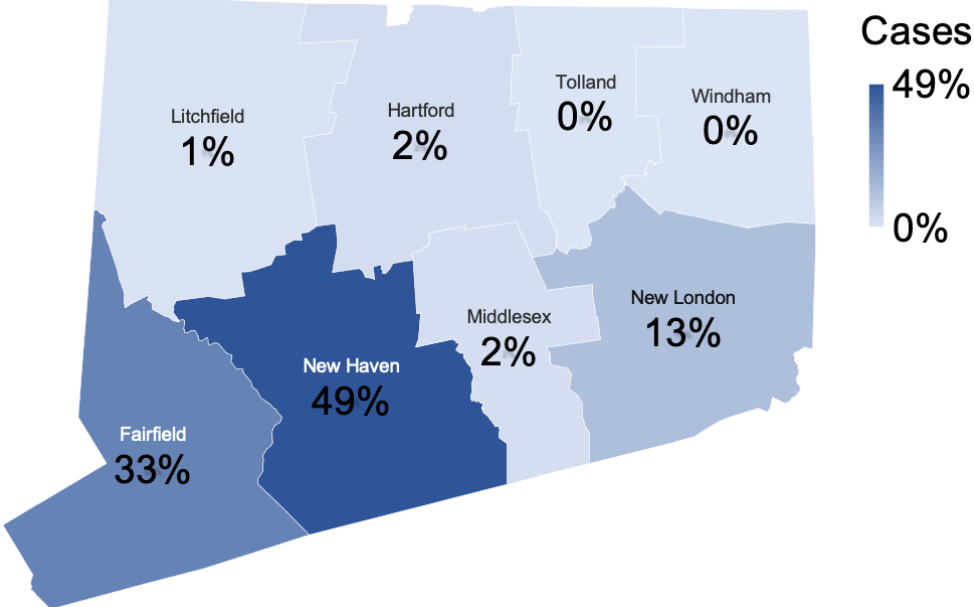 Cases
49%
0%
Litchfield
1%
Hartford
2%
Tolland
0%
Windham
0%
New London
13%
Middlesex
2%
New Haven
49%
Fairfield
33%